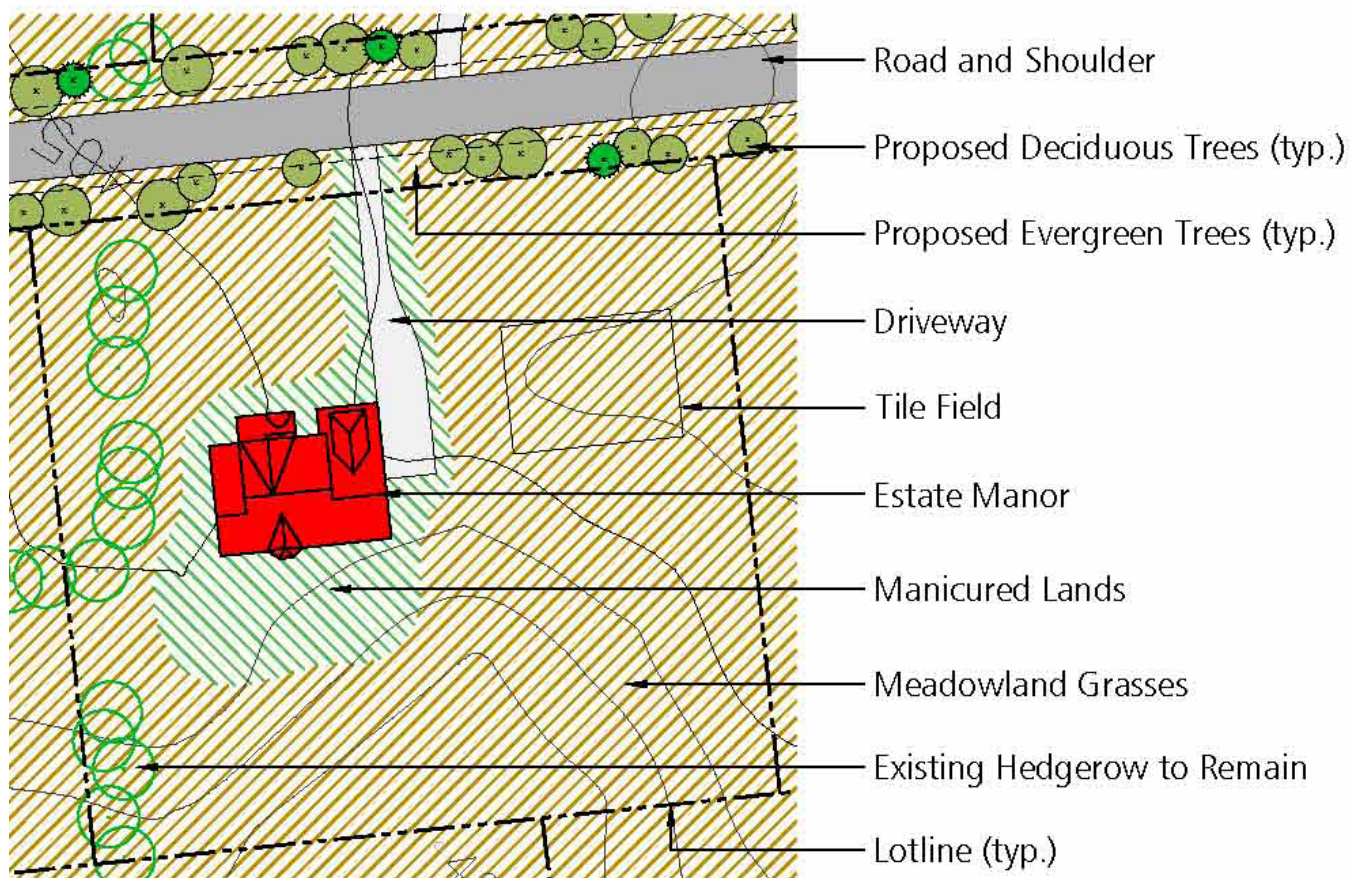 Road and Shoulder
Proposed Deciduous Trees (typ.)
Proposed Evergreen Trees (typ.)
Driveway
Tile Field
Estate Manor
Manicured Lands
Meadowland Grasses
Existing Hedgerow to Remain
Lotline (typ.)